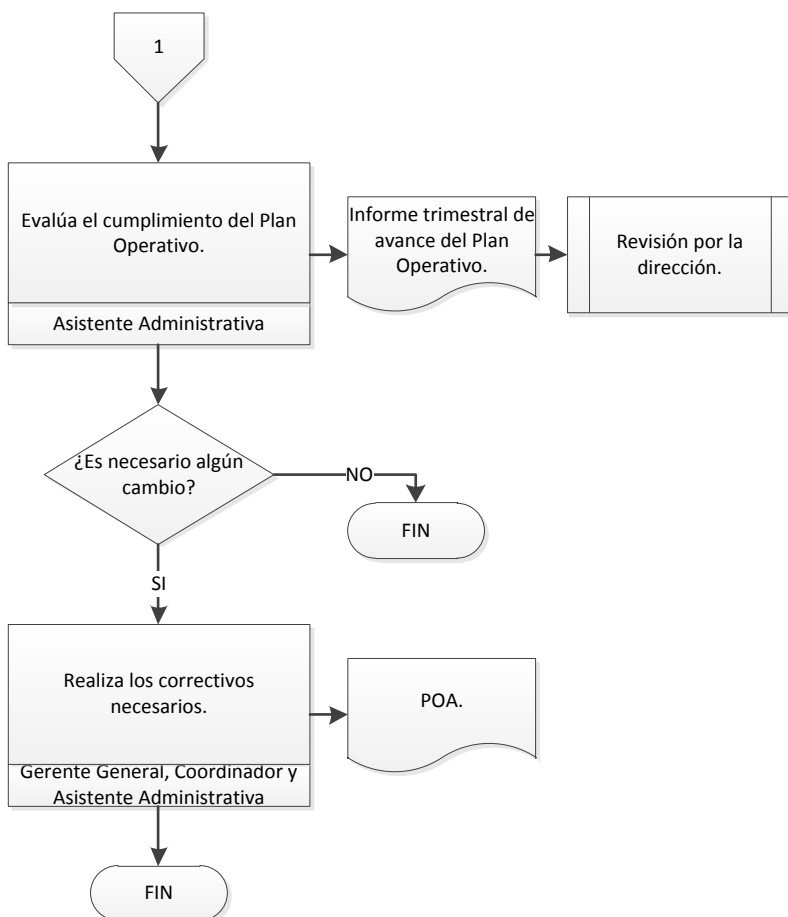 1
Evalúa el cumplimiento del Plan
Operativo.
Asistente Administrativa
Informe trimestral de
avance del Plan
Operativo.
Revisión por la
dirección.
¿Es necesario algún
cambio?
NO
FIN
SI
Realiza los correctivos
necesarios.
Gerente General, Coordinador y
Asistente Administrativa
POA.
FIN